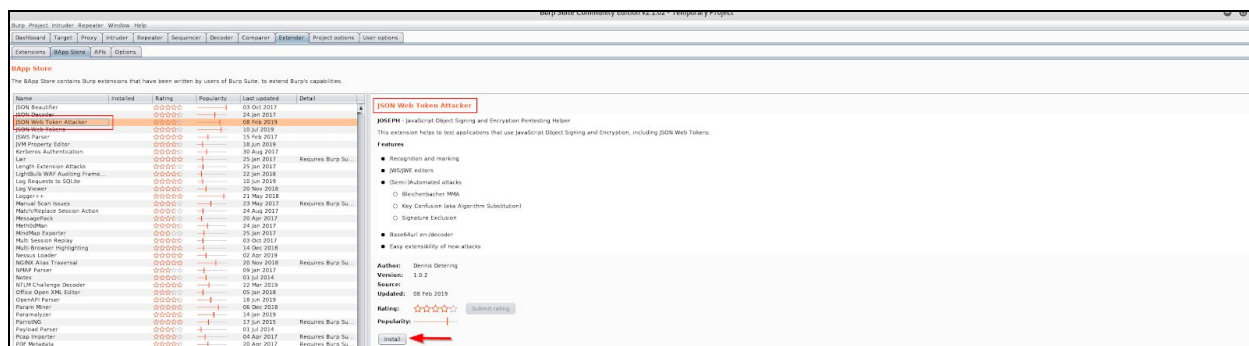 Burp Suite Community Edition v2.1.02 - Temporary Project
Burp Project Intruder Repeater Window Help
Dashboard Target Proxy Intruder Repeater Sequencer Decoder Comparer Extender Project options User options
Extensions BApp Store APIs Options
BApp Store
The BApp Store contains Burp extensions that have been written by users of Burp Suite, to extend Burp's capabilities.
Name Installed Rating Popularity Last updated Detail
JSON Beautifier 03 Oct 2017
JSON Decoder 24 Jan 2017
JSON Web Token Attacker 08 Feb 2019
JSON Web Tokens 10 Jul 2019
JSWS Parser 15 Feb 2017
JVM Property Editor 18 Jun 2019
Kerberos Authentication 30 Aug 2017
Lair 25 Jan 2017 Requires Burp Su...
Length Extension Attacks 25 Jan 2017
LightBulb WAF Auditing Frame... 22 Jan 2018
Log Requests to SQLite 10 Jun 2019
Log Viewer 20 Nov 2018
Logger++ 21 May 2018
Manual Scan Issues 23 May 2017 Requires Burp Su...
Match/Replace Session Action 24 Aug 2017
MessagePack 20 Apr 2017
Meth0dMan 24 Jan 2017
MindMap Exporter 25 Jan 2017
Multi Session Replay 03 Oct 2017
Multi-Browser Highlighting 14 Dec 2018
Nessus Loader 02 Apr 2019
NGINX Alias Traversal 20 Nov 2018 Requires Burp Su...
NMAP Parser 09 Jan 2017
Notes 01 Jul 2014
NTLM Challenge Decoder 22 Mar 2019
Office Open XML Editor 05 Jan 2018
OpenAPI Parser 18 Jun 2019
Param Miner 06 Dec 2018
Paramalyzer 14 Jan 2019
ParrotNG 17 Jun 2015 Requires Burp Su...
Payload Parser 01 Jul 2014
Pcap Importer 04 Apr 2017 Requires Burp Su...
PDF Metadata 20 Apr 2017 Requires Burp Su...
JSON Web Token Attacker
JOSEPH - JavaScript Object Signing and Encryption Pentesting Helper
This extension helps to test applications that use JavaScript Object Signing and Encryption, including JSON Web Tokens.
Features
Recognition and marking
JWS/JWE editors
(Semi-)Automated attacks
Bleichenbacher MMA
Key Confusion (aka Algorithm Substitution)
Signature Exclusion
Base64url en-/decoder
Easy extensibility of new attacks
Author: Dennis Detering
Version: 1.0.2
Source:
Updated: 08 Feb 2019
Rating: Submit rating
Popularity:
Install